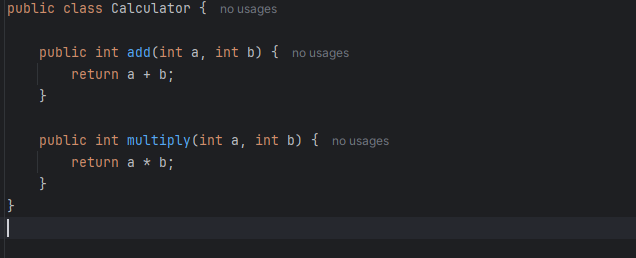 public class Calculator {  no usages
    public int add(int a, int b) {  no usages
        return a + b;
    }
    public int multiply(int a, int b) {  no usages
        return a * b;
    }
}